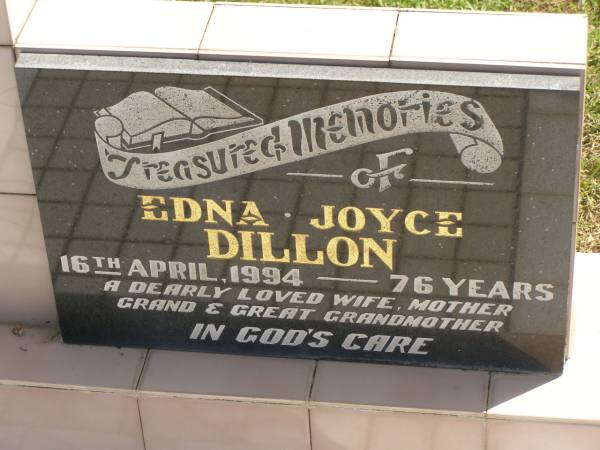 Treasured Memories
OF
EDNA · JOYCE
DILLON
16TH APRIL, 1994 — 76 YEARS
A DEARLY LOVED WIFE, MOTHER
GRAND & GREAT GRANDMOTHER
IN GOD'S CARE